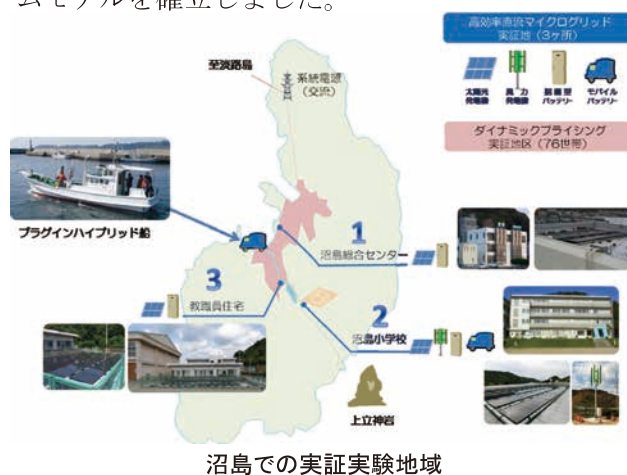 ムモデルを確立しました。
高効率直流マイクログリッド
実証地（3ヶ所）
太陽光
発電機
風力
発電機
設置型
バッテリー
モバイル
バッテリー
ダイナミックプライシング
実証地区（76世帯）
至淡路島
系統電源
（交流）
プラグインハイブリッド船
1
沼島総合センター
3
教職員住宅
2
沼島小学校
上立神岩
沼島での実証実験地域